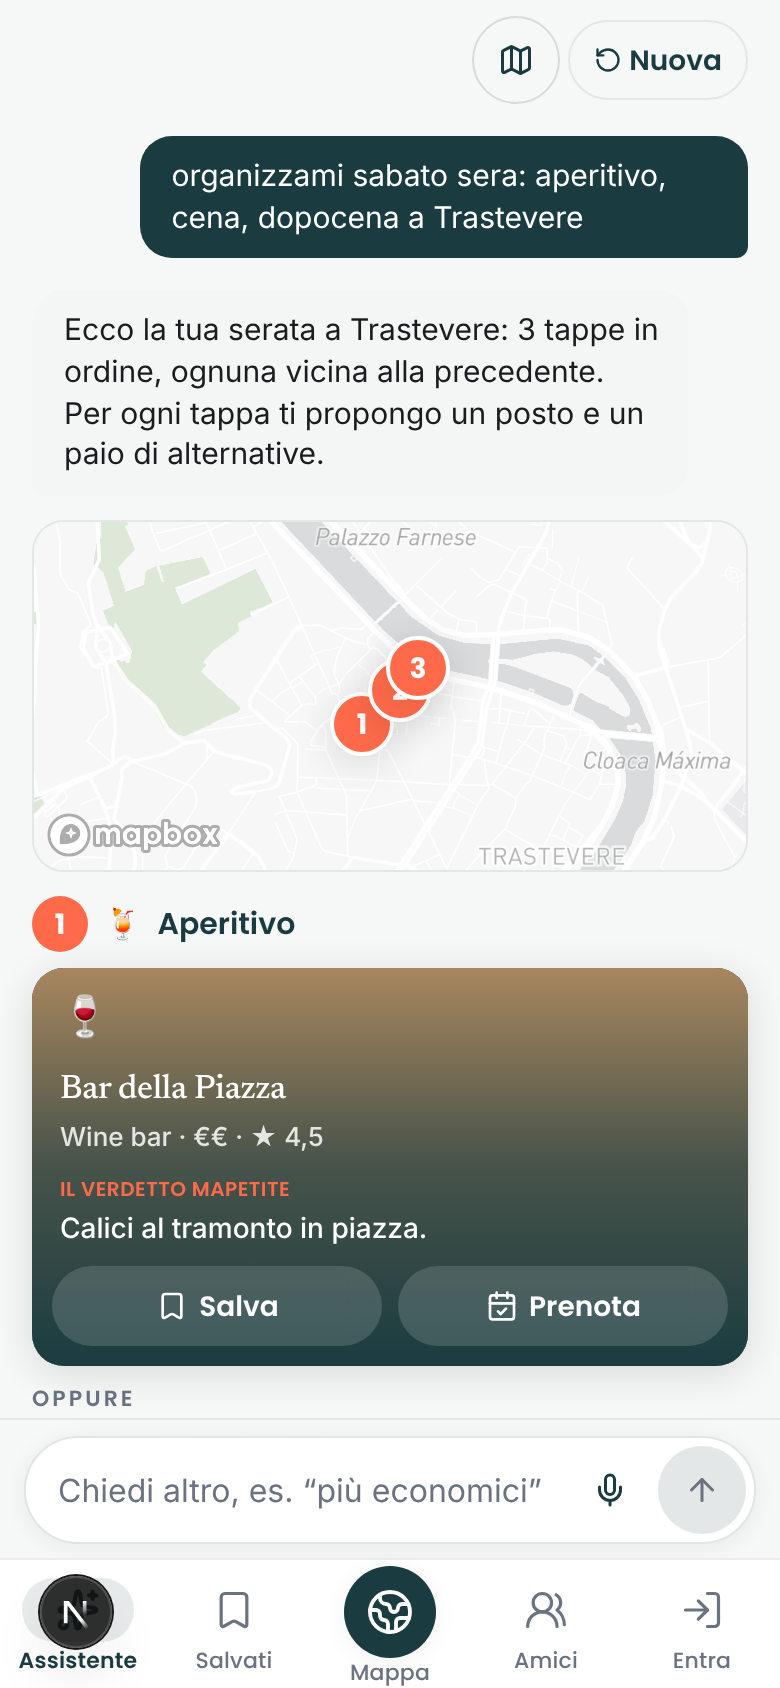 Nuova
organizzami sabato sera: aperitivo,
cena, dopocena a Trastevere
Ecco la tua serata a Trastevere: 3 tappe in
ordine, ognuna vicina alla precedente.
Per ogni tappa ti propongo un posto e un
paio di alternative.
Palazzo Farnese
3
1
Cloaca Máxima
mapbox
TRASTEVERE
1 Aperitivo
Bar della Piazza
Wine bar · €€ · ★ 4,5
IL VERDETTO MAPETITE
Calici al tramonto in piazza.
Salva Prenota
OPPURE
Chiedi altro, es. “più economici”
N
Assistente Salvati Mappa Amici Entra